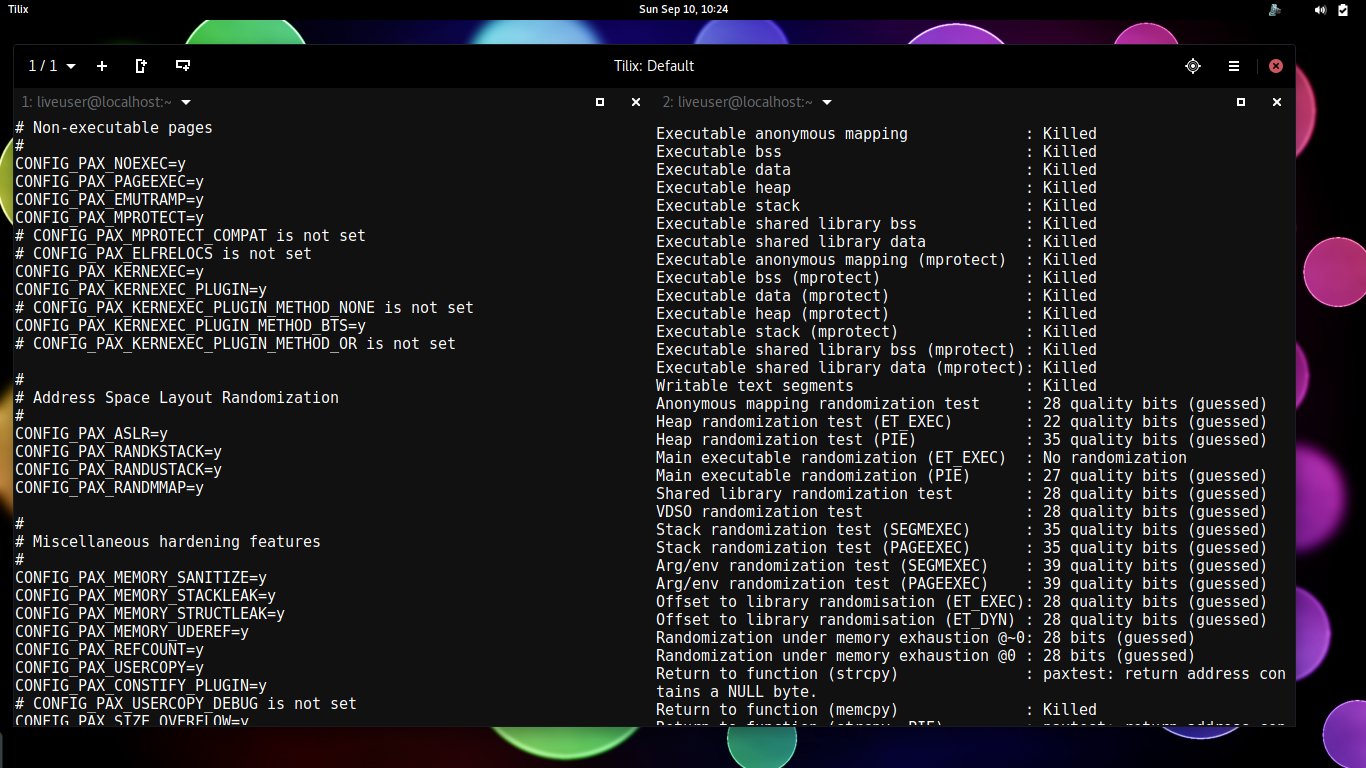 Tilix
Sun Sep 10, 10:24
1 / 1
Tilix: Default
1: liveuser@localhost:~
# Non-executable pages
#
CONFIG_PAX_NOEXEC=y
CONFIG_PAX_PAGEEXEC=y
CONFIG_PAX_EMUTRAMP=y
CONFIG_PAX_MPROTECT=y
# CONFIG_PAX_MPROTECT_COMPAT is not set
# CONFIG_PAX_ELFRELOCS is not set
CONFIG_PAX_KERNEXEC=y
CONFIG_PAX_KERNEXEC_PLUGIN=y
# CONFIG_PAX_KERNEXEC_PLUGIN_METHOD_NONE is not set
CONFIG_PAX_KERNEXEC_PLUGIN_METHOD_BTS=y
# CONFIG_PAX_KERNEXEC_PLUGIN_METHOD_OR is not set
#
# Address Space Layout Randomization
#
CONFIG_PAX_ASLR=y
CONFIG_PAX_RANDKSTACK=y
CONFIG_PAX_RANDUSTACK=y
CONFIG_PAX_RANDMMAP=y
#
# Miscellaneous hardening features
#
CONFIG_PAX_MEMORY_SANITIZE=y
CONFIG_PAX_MEMORY_STACKLEAK=y
CONFIG_PAX_MEMORY_STRUCTLEAK=y
CONFIG_PAX_MEMORY_UDEREF=y
CONFIG_PAX_REFCOUNT=y
CONFIG_PAX_USERCOPY=y
CONFIG_PAX_CONSTIFY_PLUGIN=y
# CONFIG_PAX_USERCOPY_DEBUG is not set
CONFIG_PAX_SIZE_OVERFLOW=y
2: liveuser@localhost:~
Executable anonymous mapping             : Killed
Executable bss                           : Killed
Executable data                          : Killed
Executable heap                          : Killed
Executable stack                         : Killed
Executable shared library bss            : Killed
Executable shared library data           : Killed
Executable anonymous mapping (mprotect)  : Killed
Executable bss (mprotect)                : Killed
Executable data (mprotect)               : Killed
Executable heap (mprotect)               : Killed
Executable stack (mprotect)              : Killed
Executable shared library bss (mprotect) : Killed
Executable shared library data (mprotect): Killed
Writable text segments                   : Killed
Anonymous mapping randomization test     : 28 quality bits (guessed)
Heap randomization test (ET_EXEC)        : 22 quality bits (guessed)
Heap randomization test (PIE)            : 35 quality bits (guessed)
Main executable randomization (ET_EXEC)  : No randomization
Main executable randomization (PIE)      : 27 quality bits (guessed)
Shared library randomization test        : 28 quality bits (guessed)
VDSO randomization test                  : 28 quality bits (guessed)
Stack randomization test (SEGMEXEC)      : 35 quality bits (guessed)
Stack randomization test (PAGEEXEC)      : 35 quality bits (guessed)
Arg/env randomization test (SEGMEXEC)    : 39 quality bits (guessed)
Arg/env randomization test (PAGEEXEC)    : 39 quality bits (guessed)
Offset to library randomisation (ET_EXEC): 28 quality bits (guessed)
Offset to library randomisation (ET_DYN) : 28 quality bits (guessed)
Randomization under memory exhaustion @~0: 28 bits (guessed)
Randomization under memory exhaustion @0 : 28 bits (guessed)
Return to function (strcpy)              : paxtest: return address con
tains a NULL byte.
Return to function (memcpy)              : Killed
Return to function (strcpy, PIE)         : paxtest: return address con